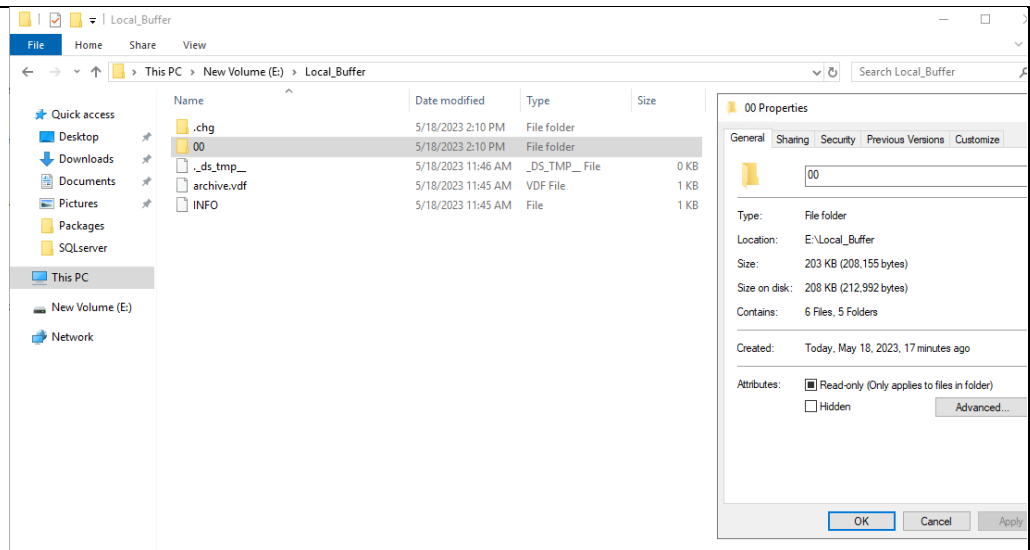 Local_Buffer
File Home Share View
This PC > New Volume (E:) > Local_Buffer
Search Local_Buffer
Quick access
Desktop
Downloads
Documents
Pictures
Packages
SQLserver
This PC
New Volume (E:)
Network
Name Date modified Type Size
.chg 5/18/2023 2:10 PM File folder
00 5/18/2023 2:10 PM File folder
._ds_tmp__ 5/18/2023 11:46 AM _DS_TMP__ File 0 KB
archive.vdf 5/18/2023 11:45 AM VDF File 1 KB
INFO 5/18/2023 11:45 AM File 1 KB
00 Properties
General Sharing Security Previous Versions Customize
00
Type: File folder
Location: E:\Local_Buffer
Size: 203 KB (208,155 bytes)
Size on disk: 208 KB (212,992 bytes)
Contains: 6 Files, 5 Folders
Created: Today, May 18, 2023, 17 minutes ago
Attributes: Read-only (Only applies to files in folder)
Hidden Advanced...
OK Cancel Apply